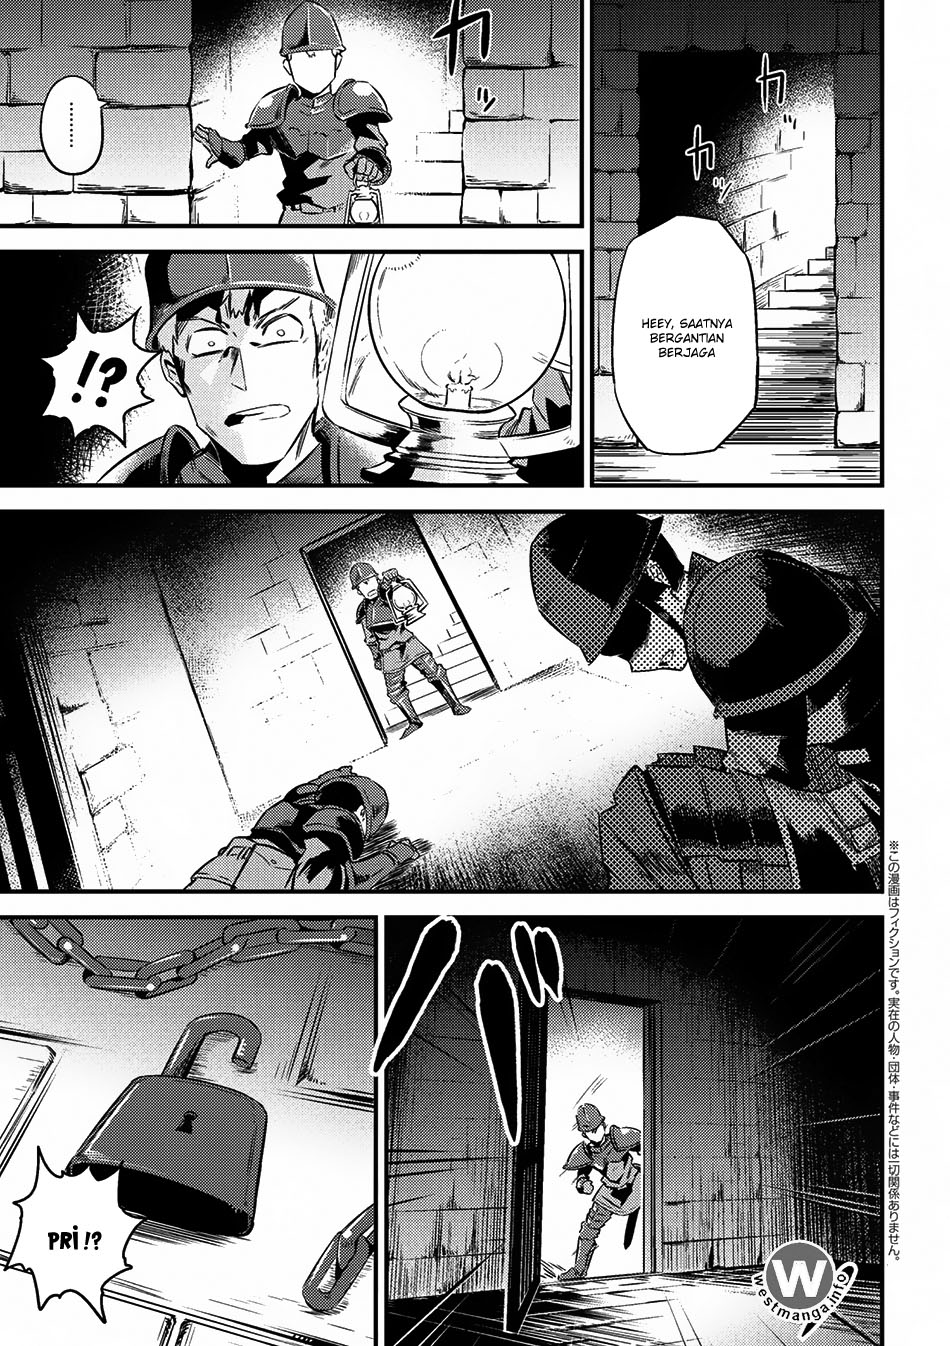 カ
カ
ッ
HEEY, SAATNYA
BERGANTIAN
BERJAGA
カ
ッ
.........
!?
バン
PRI!?
※この漫画はフィクションです。実在の人物・団体・事件などには一切関係ありません。
W
westmanga.info